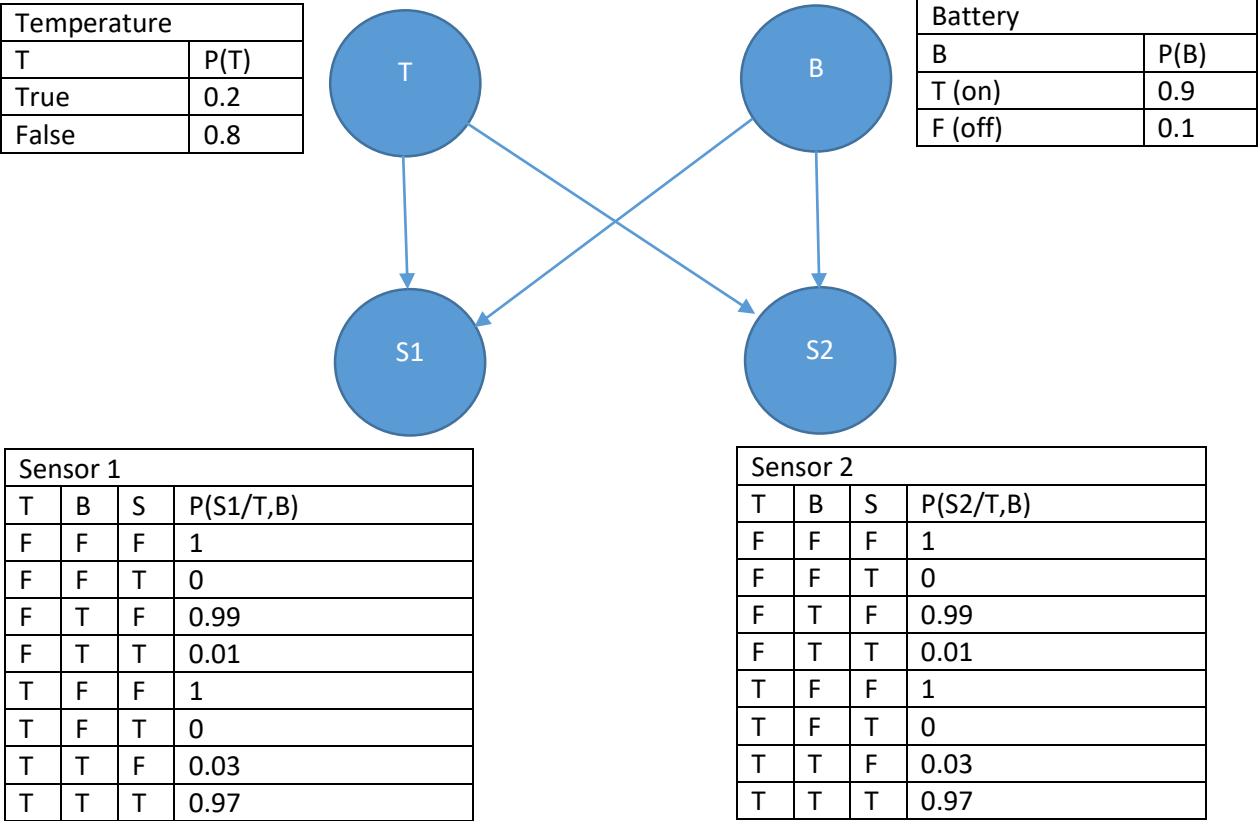 Temperature
T P(T)
True 0.2
False 0.8
T
B
Battery
B P(B)
T (on) 0.9
F (off) 0.1
S1
S2
Sensor 1
T B S P(S1/T,B)
F F F 1
F F T 0
F T F 0.99
F T T 0.01
T F F 1
T F T 0
T T F 0.03
T T T 0.97
Sensor 2
T B S P(S2/T,B)
F F F 1
F F T 0
F T F 0.99
F T T 0.01
T F F 1
T F T 0
T T F 0.03
T T T 0.97